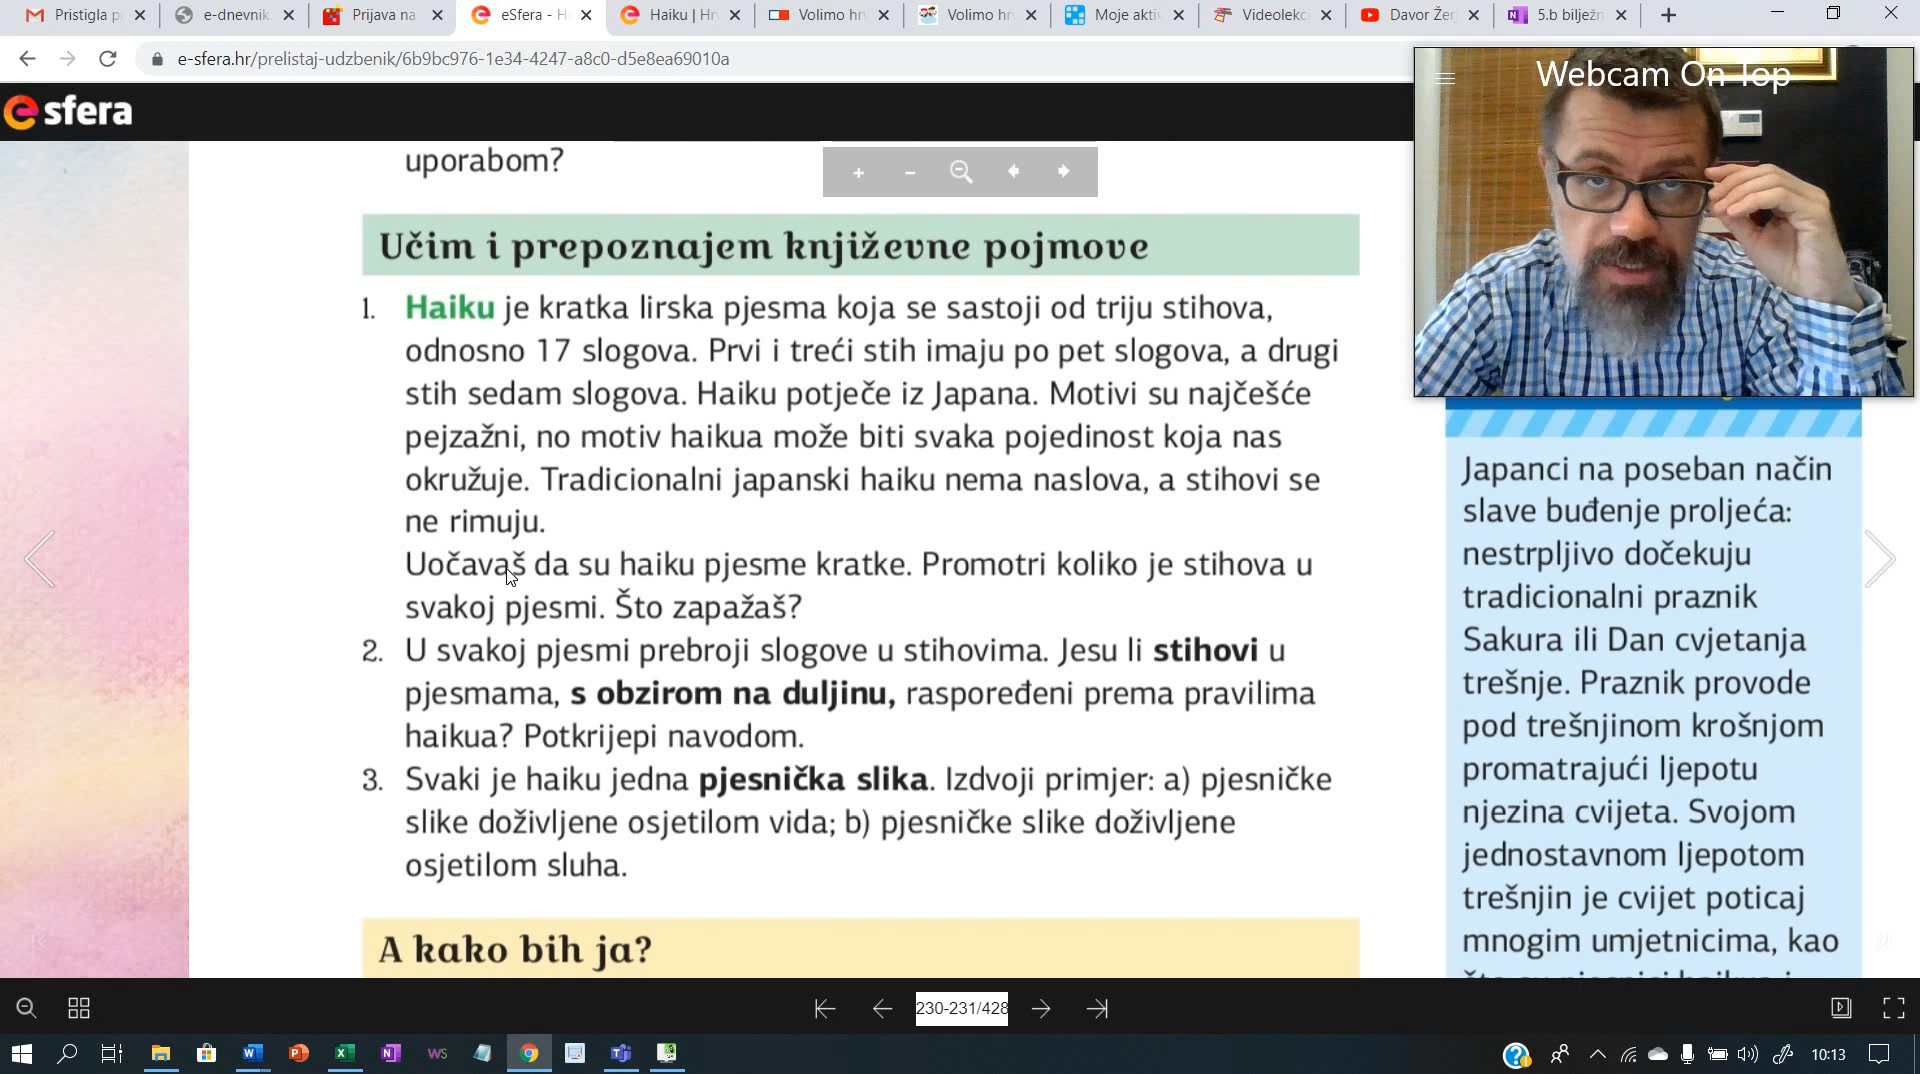 Pristigla p
e-dnevnik
Prijava na
eSfera - H
Haiku | Hr
Volimo hr
Volimo hr
Moje akti
Videolekc
Davor Žer
5.b bilježn
e-sfera.hr/prelistaj-udzbenik/6b9bc976-1e34-4247-a8c0-d5e8ea69010a
Webcam On Top
esfera
uporabom?
Učim i prepoznajem književne pojmove
1. Haiku je kratka lirska pjesma koja se sastoji od triju stihova,
odnosno 17 slogova. Prvi i treći stih imaju po pet slogova, a drugi
stih sedam slogova. Haiku potječe iz Japana. Motivi su najčešće
pejzažni, no motiv haikua može biti svaka pojedinost koja nas
okružuje. Tradicionalni japanski haiku nema naslova, a stihovi se
ne rimuju.
Uočavaš da su haiku pjesme kratke. Promotri koliko je stihova u
svakoj pjesmi. Što zapažaš?
2. U svakoj pjesmi prebroji slogove u stihovima. Jesu li stihovi u
pjesmama, s obzirom na duljinu, raspoređeni prema pravilima
haikua? Potkrijepi navodom.
3. Svaki je haiku jedna pjesnička slika. Izdvoji primjer: a) pjesničke
slike doživljene osjetilom vida; b) pjesničke slike doživljene
osjetilom sluha.
A kako bih ja?
Japanci na poseban način
slave buđenje proljeća:
nestrpljivo dočekuju
tradicionalni praznik
Sakura ili Dan cvjetanja
trešnje. Praznik provode
pod trešnjinom krošnjom
promatrajući ljepotu
njezina cvijeta. Svojom
jednostavnom ljepotom
trešnjin je cvijet poticaj
mnogim umjetnicima, kao
230-231/428
WS
10:13